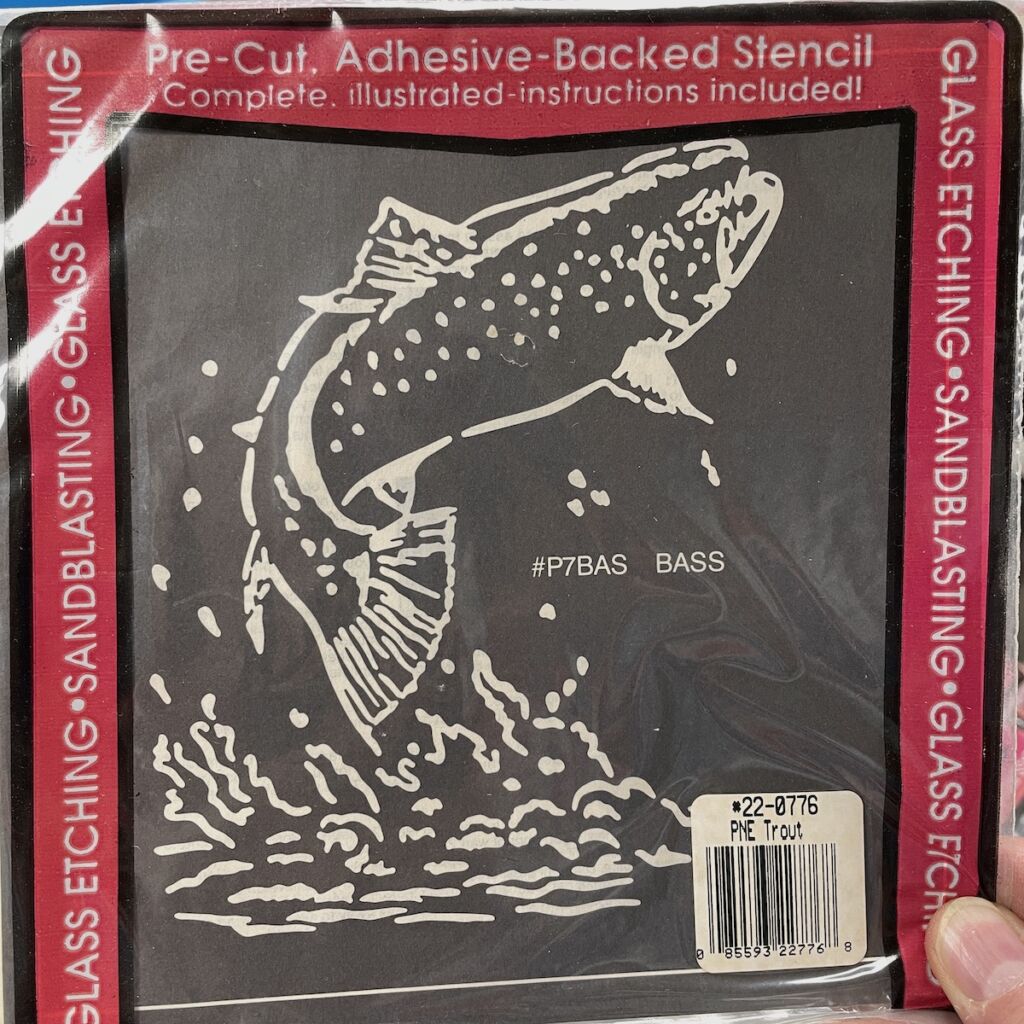 Pre-Cut, Adhesive-Backed Stencil
Complete, illustrated-instructions included!
GLASS ETCHING•SANDBLASTING•GLASS ETCHING
GLASS ETCHING•SANDBLASTING•GLASS ETCHI
#P7BAS BASS
*22-0776
PNE Trout
0 85593 22776 8